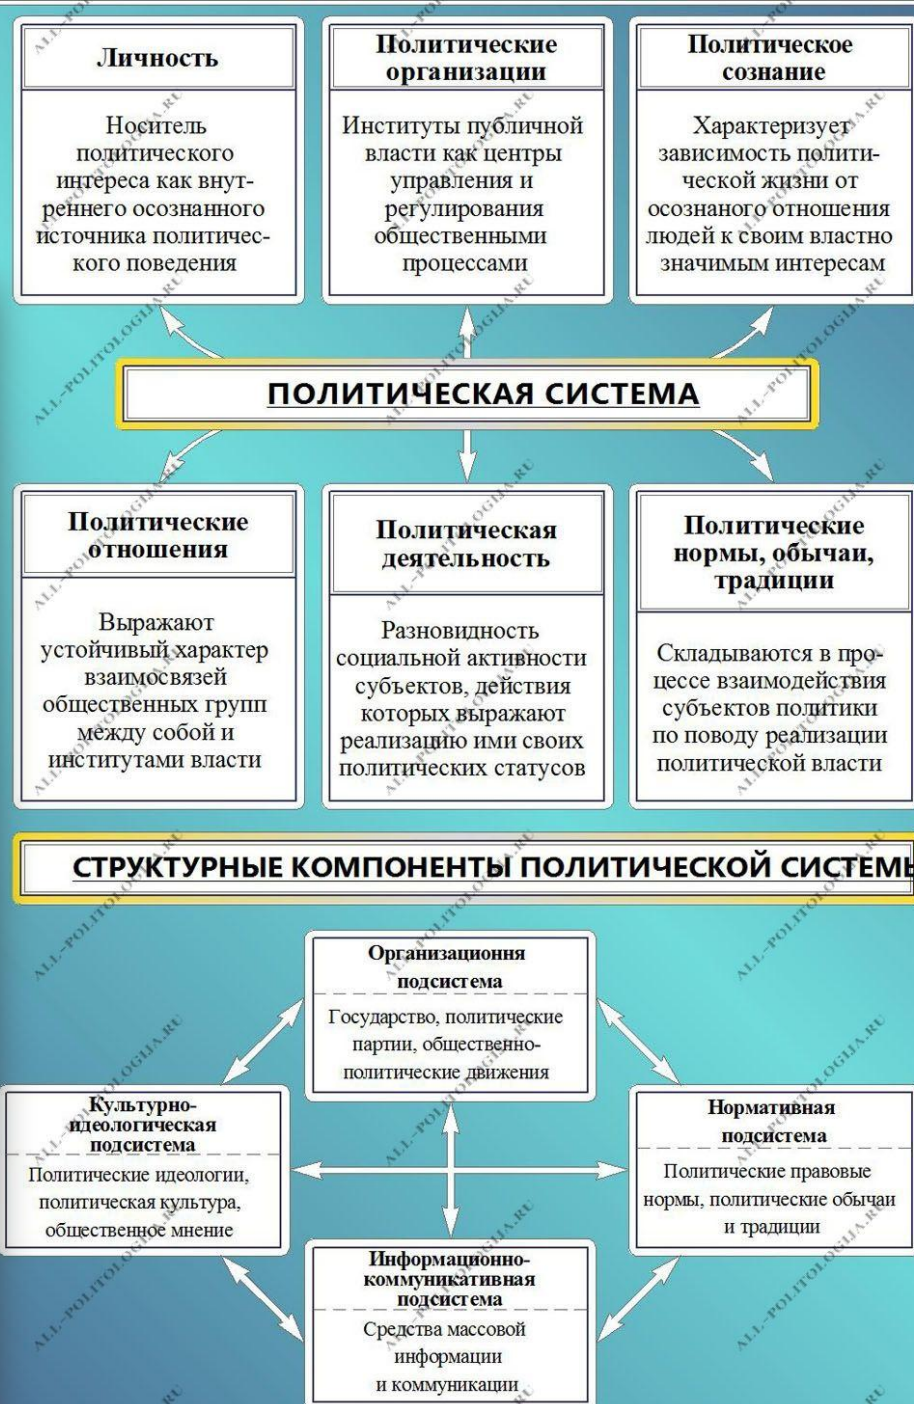 Личность
Носитель
политического
интереса как внут-
реннего осознанного
источника политичес-
кого поведения
Политические
организации
Институты публичной
власти как центры
управления и
регулирования
общественными
процессами
Политическое
сознание
Характеризует
зависимость полити-
ческой жизни от
осознаного отношения
людей к своим властно
значимым интересам
ПОЛИТИЧЕСКАЯ СИСТЕМА
Политические
отношения
Выражают
устойчивый характер
взаимосвязей
общественных групп
между собой и
институтами власти
Политическая
деятельность
Разновидность
социальной активности
субъектов, действия
которых выражают
реализацию ими своих
политических статусов
Политические
нормы, обычаи,
традиции
Складываются в про-
цессе взаимодействия
субъектов политики
по поводу реализации
политической власти
СТРУКТУРНЫЕ КОМПОНЕНТЫ ПОЛИТИЧЕСКОЙ СИСТЕМЫ
Организационня
подсистема
Государство, политические
партии, общественно-
политические движения
Культурно-
идеологическая
подсистема
Политические идеологии,
политическая культура,
общественное мнение
Нормативная
подсистема
Политические правовые
нормы, политические обычаи
и традиции
Информационно-
коммуникативная
подсистема
Средства массовой
информации
и коммуникации
ALL-POLITOLOGIJA.RU